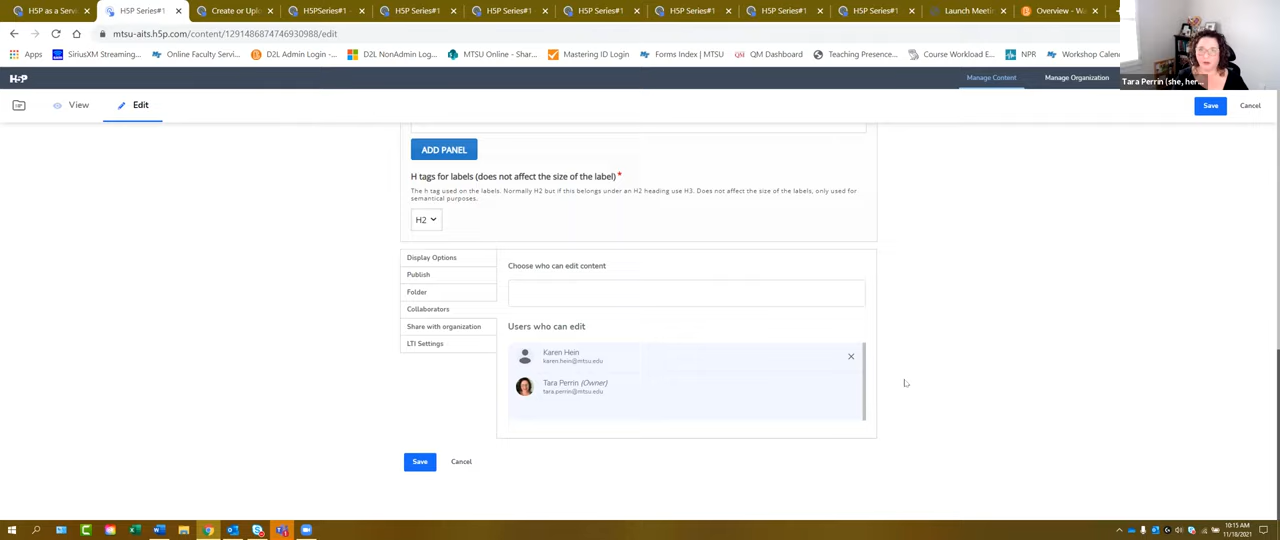 H5P as a Serv
H5P Series#1
Create or Uplo
H5PSeries#1
H5P Series#1
H5P Series#1
H5P Series#1
H5P Series#1
H5P Series#1
H5P Series#1
Launch Meeti
Overview - W
mtsu-aits.h5p.com/content/1291486874746930988/edit
Apps
SiriusXM Streaming...
Online Faculty Servi...
D2L Admin Login -...
D2L NonAdmin Log...
MTSU Online - Shar...
Mastering ID Login
Forms Index | MTSU
QM Dashboard
Teaching Presence...
Course Workload E...
NPR
Workshop Calend
Tara Perrin (she, her...
H5P
Manage Content
Manage Organization
View
Edit
Save
Cancel
ADD PANEL
H tags for labels (does not affect the size of the label) *
The h tag used on the labels. Normally H2 but if this belongs under an H2 heading use H3. Does not affect the size of the labels, only used for
semantical purposes.
H2
Display Options
Publish
Folder
Collaborators
Share with organization
LTI Settings
Choose who can edit content
Users who can edit
Karen Hein
karen.hein@mtsu.edu
Tara Perrin (Owner)
tara.perrin@mtsu.edu
Save
Cancel
10:15 AM
11/18/2021